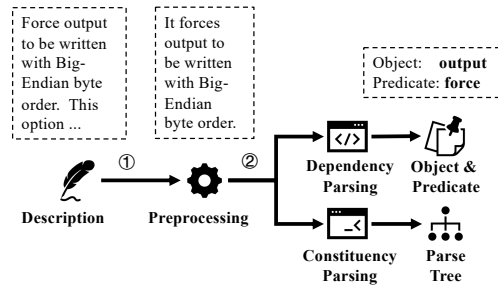 Force output
to be written
with Big-
Endian byte
order. This
option ...
It forces
output to
be written
with Big-
Endian
byte order.
Object: output
Predicate: force
①
②
</>
Description
Preprocessing
Dependency
Parsing
Object &
Predicate
_<
Constituency
Parsing
Parse
Tree